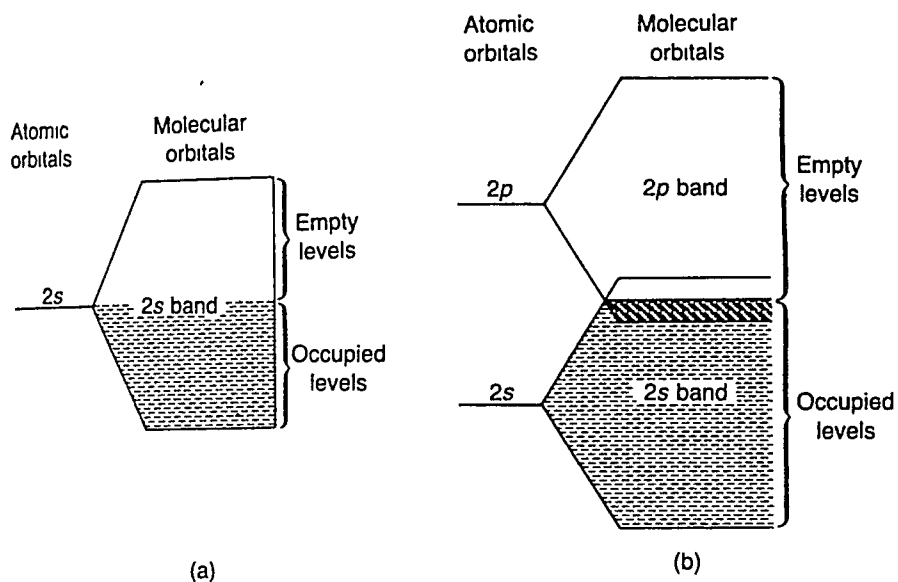 Atomic
orbitals
Molecular
orbitals
2s
2s band
Empty
levels
Occupied
levels
(a)
Atomic
orbitals
Molecular
orbitals
2p
2p band
Empty
levels
2s
2s band
Occupied
levels
(b)